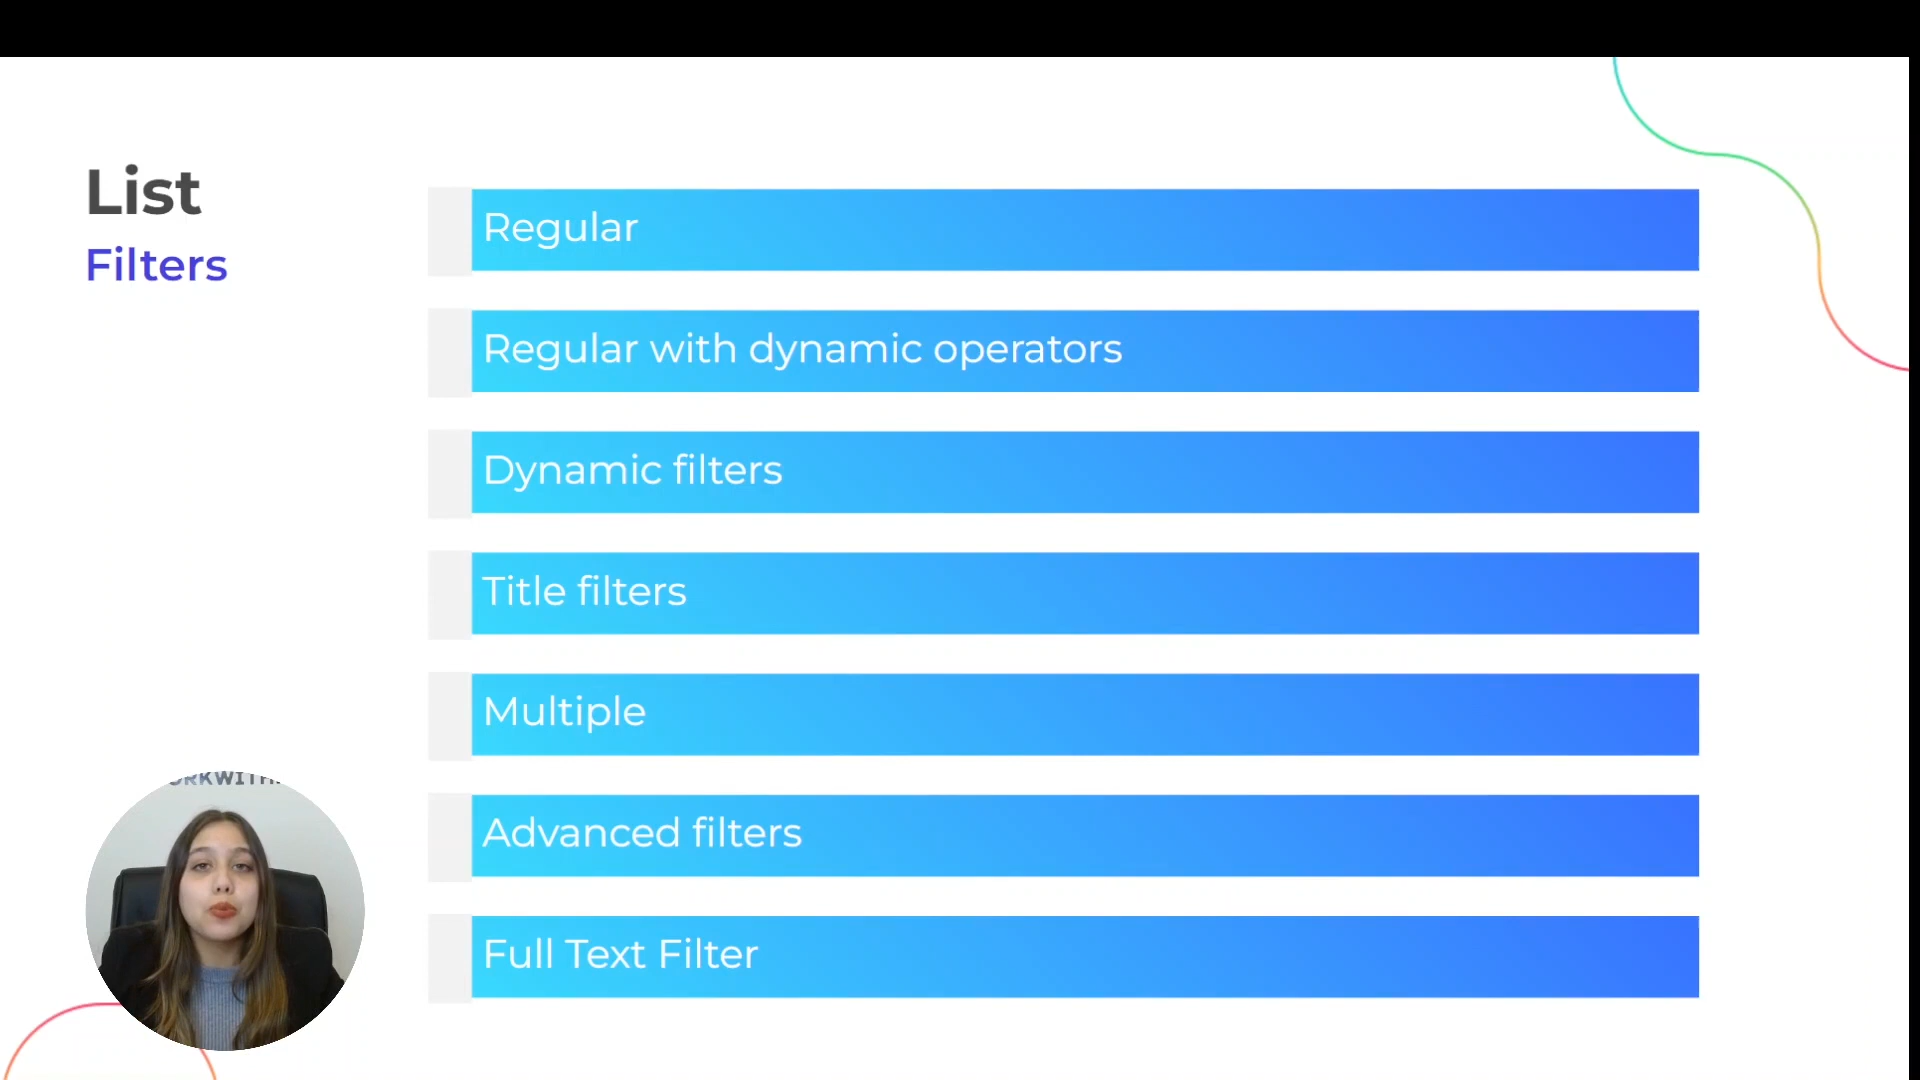 List
Filters
Regular
Regular with dynamic operators
Dynamic filters
Title filters
Multiple
Advanced filters
Full Text Filter